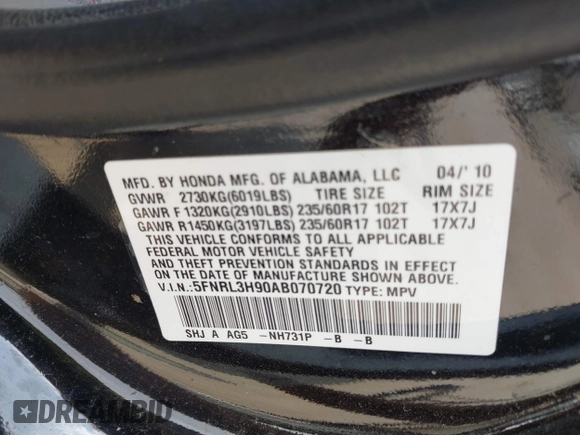 MFD. BY HONDA MFG. OF ALABAMA, LLC 04/' 10
GVWR 2730KG(6019LBS) TIRE SIZE RIM SIZE
GAWR F 1320KG(2910LBS) 235/60R17 102T 17X7J
GAWR R1450KG(3197LBS) 235/60R17 102T 17X7J
THIS VEHICLE CONFORMS TO ALL APPLICABLE
FEDERAL MOTOR VEHICLE SAFETY
AND THEFT PREVENTION STANDARDS IN EFFECT
ON THE DATE OF MANUFACTURE SHOWN ABOVE.
V.I.N.:5FNRL3H90AB070720 TYPE: MPV
SHJ A AG5 -NH731P -B -B
DREAMBID